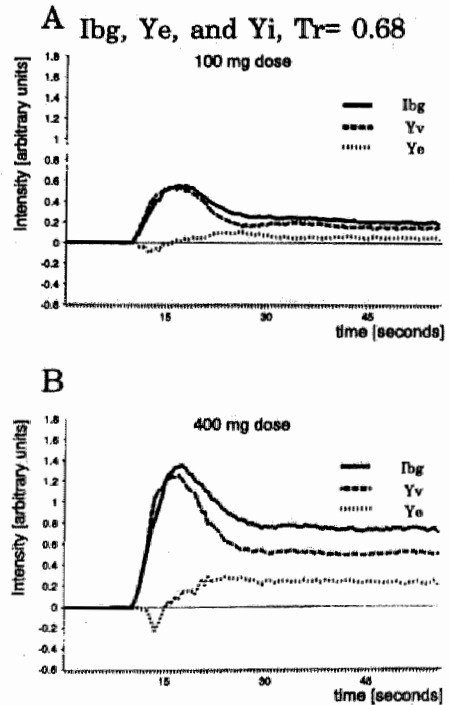 A Ibg, Ye, and Yi, Tr= 0.68
100 mg dose
Intensity [arbitrary units]
1.8
1.6
1.4
1.2
1
0.8
0.6
0.4
0.2
0
-0.2
-0.4
-0.6
Ibg
Yv
Ye
15
30
45
time [seconds]
B
400 mg dose
Intensity [arbitrary units]
1.8
1.6
1.4
1.2
1
0.8
0.6
0.4
0.2
0
-0.2
-0.4
-0.6
Ibg
Yv
Ye
15
30
45
time [seconds]